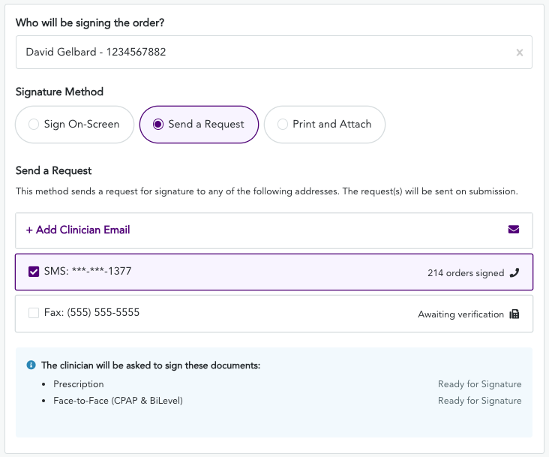 Who will be signing the order?
David Gelbard - 1234567882 x
Signature Method
Sign On-Screen Send a Request Print and Attach
Send a Request
This method sends a request for signature to any of the following addresses. The request(s) will be sent on submission.
+ Add Clinician Email
SMS: ***-***-1377 214 orders signed
Fax: (555) 555-5555 Awaiting verification
The clinician will be asked to sign these documents:
• Prescription Ready for Signature
• Face-to-Face (CPAP & BiLevel) Ready for Signature